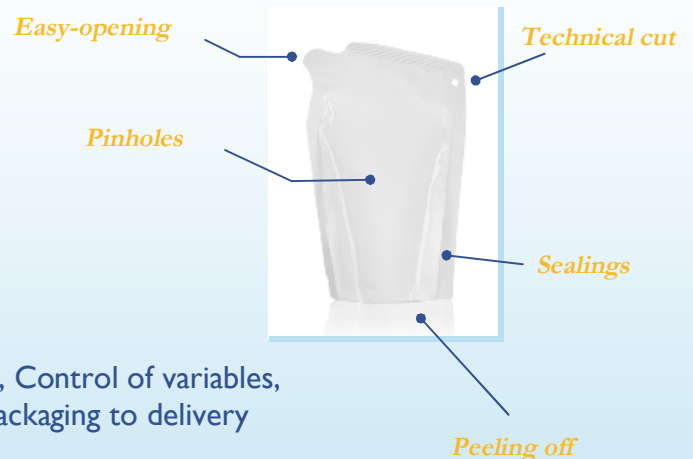 Easy-opening
Technical cut
Pinholes
Sealings
, Control of variables,
ackaging to delivery
Peeling off